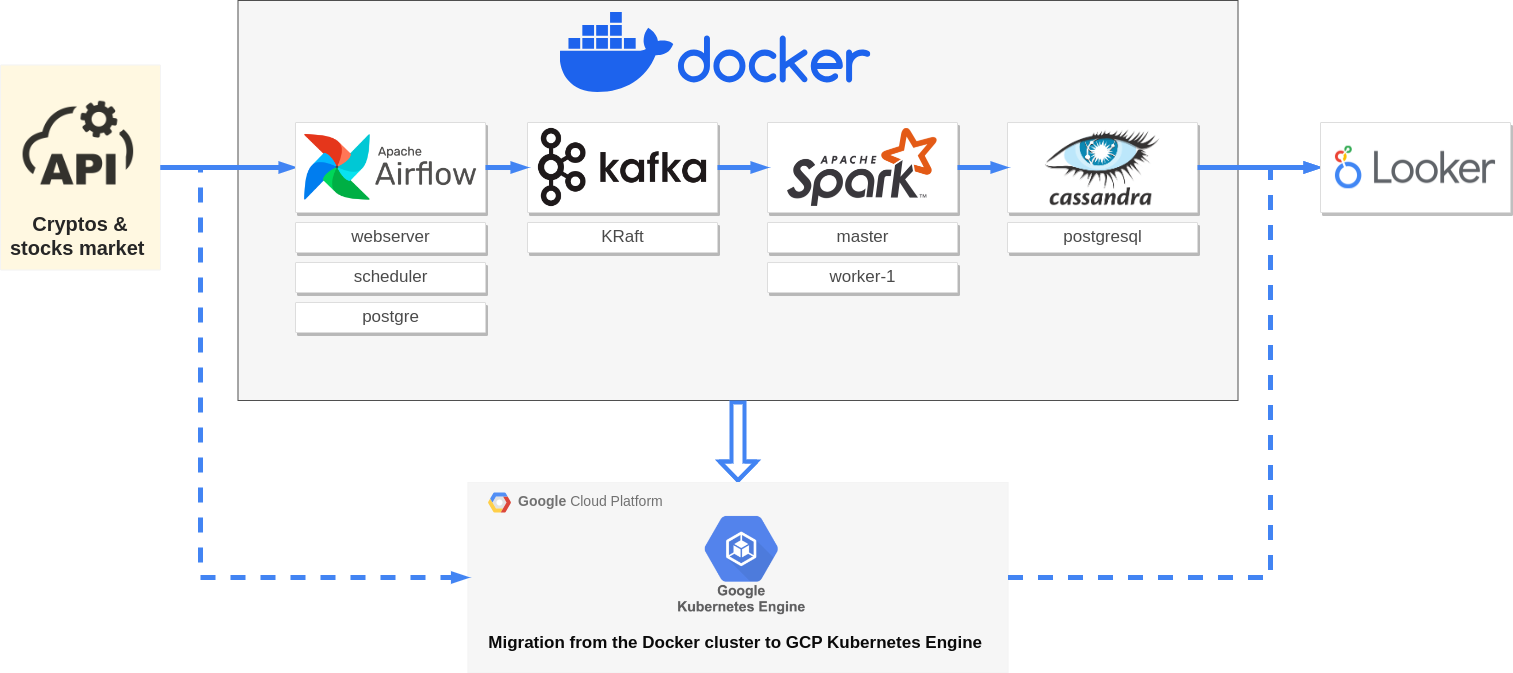 docker
API
Cryptos &
stocks market
Apache
Airflow
webserver
scheduler
postgre
kafka
KRaft
APACHE
Spark™
master
worker-1
cassandra
postgresql
Looker
Google Cloud Platform
Google
Kubernetes Engine
Migration from the Docker cluster to GCP Kubernetes Engine